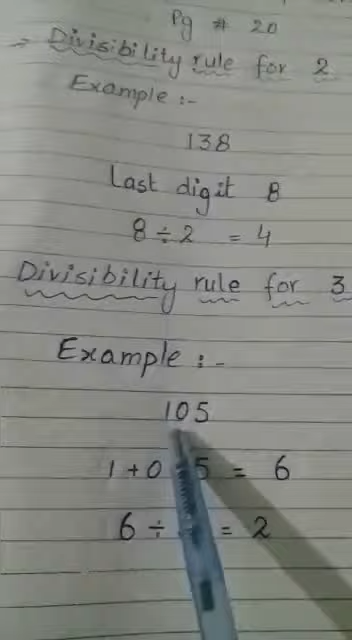 Pg # 20
→ Divisibility rule for 2
Example :-
138
Last digit 8
8 ÷ 2 = 4
Divisibility rule for 3
Example :-
105
1 + 0 5 = 6
6 ÷ = 2